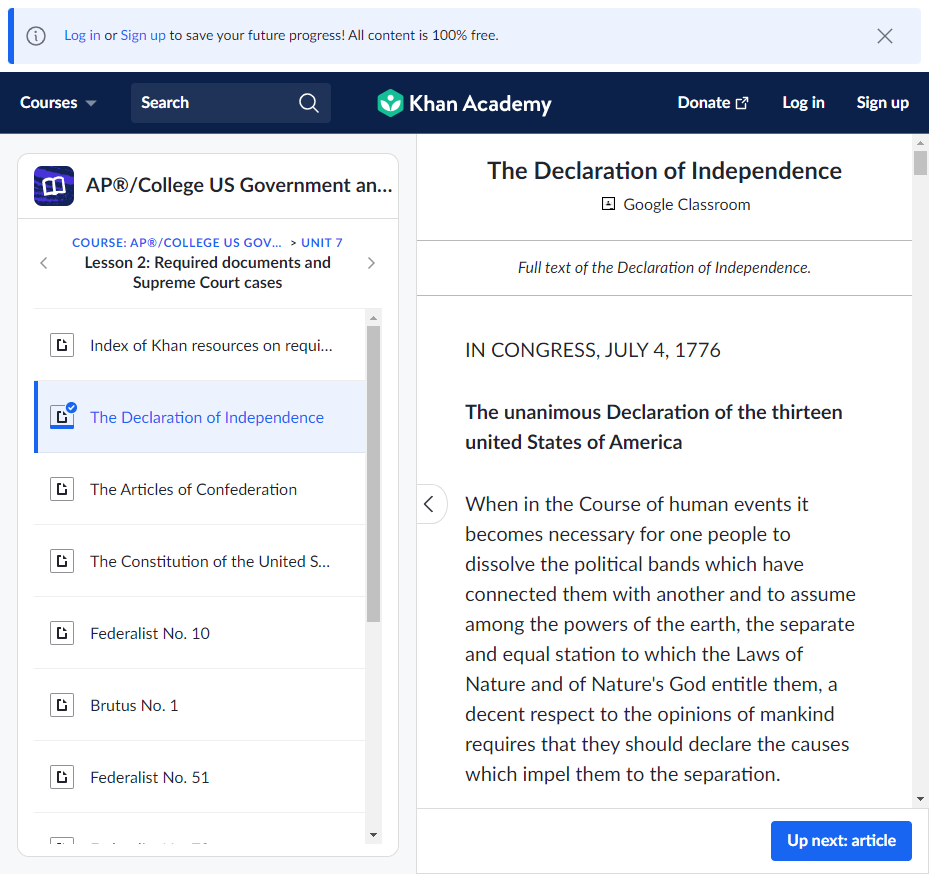 Log in or Sign up to save your future progress! All content is 100% free.
Courses
Search
Khan Academy
Donate
Log in
Sign up
AP®/College US Government an...
COURSE: AP®/COLLEGE US GOV... > UNIT 7
Lesson 2: Required documents and
Supreme Court cases
Index of Khan resources on requi...
The Declaration of Independence
The Articles of Confederation
The Constitution of the United S...
Federalist No. 10
Brutus No. 1
Federalist No. 51
The Declaration of Independence
Google Classroom
Full text of the Declaration of Independence.
IN CONGRESS, JULY 4, 1776
The unanimous Declaration of the thirteen
united States of America
When in the Course of human events it
becomes necessary for one people to
dissolve the political bands which have
connected them with another and to assume
among the powers of the earth, the separate
and equal station to which the Laws of
Nature and of Nature's God entitle them, a
decent respect to the opinions of mankind
requires that they should declare the causes
which impel them to the separation.
Up next: article